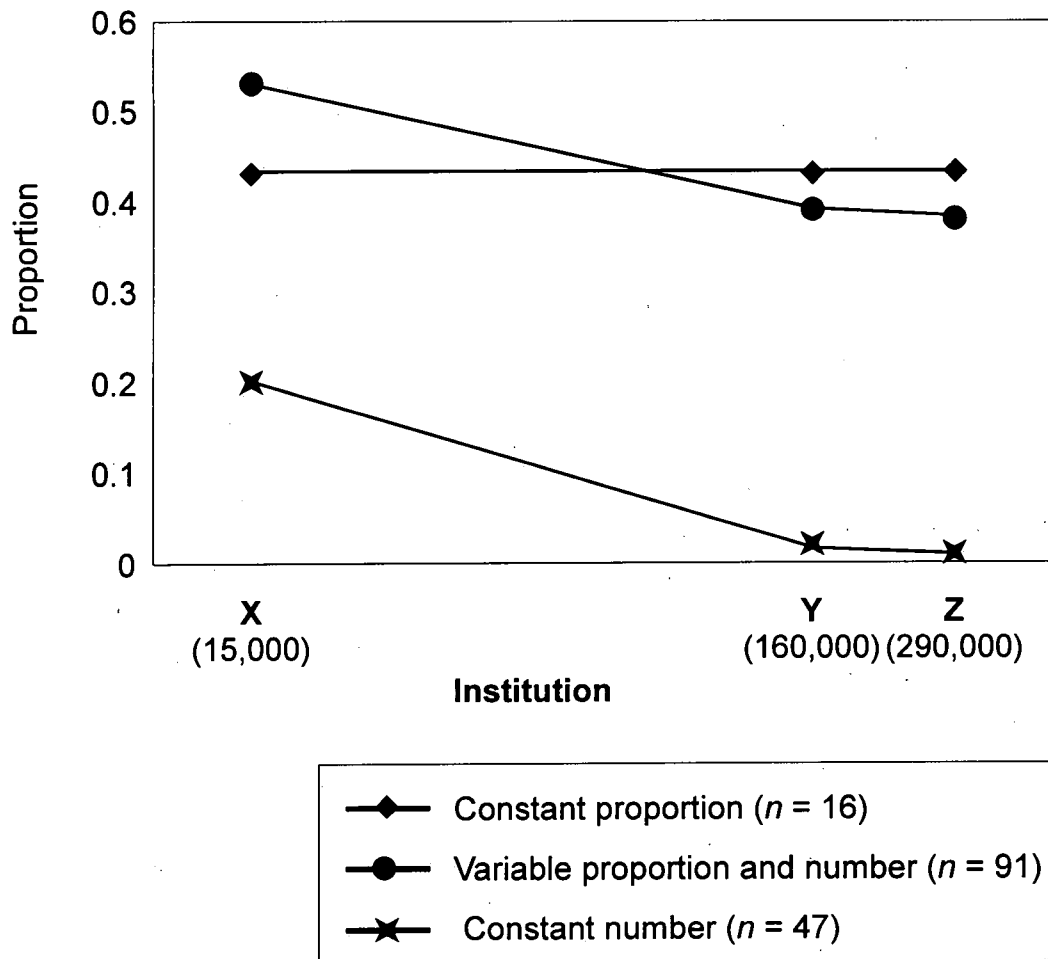 0.6
0.5
0.4
0.3
0.2
0.1
0
Proportion
X Y Z
(15,000) (160,000) (290,000)
Institution
Constant proportion (n = 16)
Variable proportion and number (n = 91)
Constant number (n = 47)